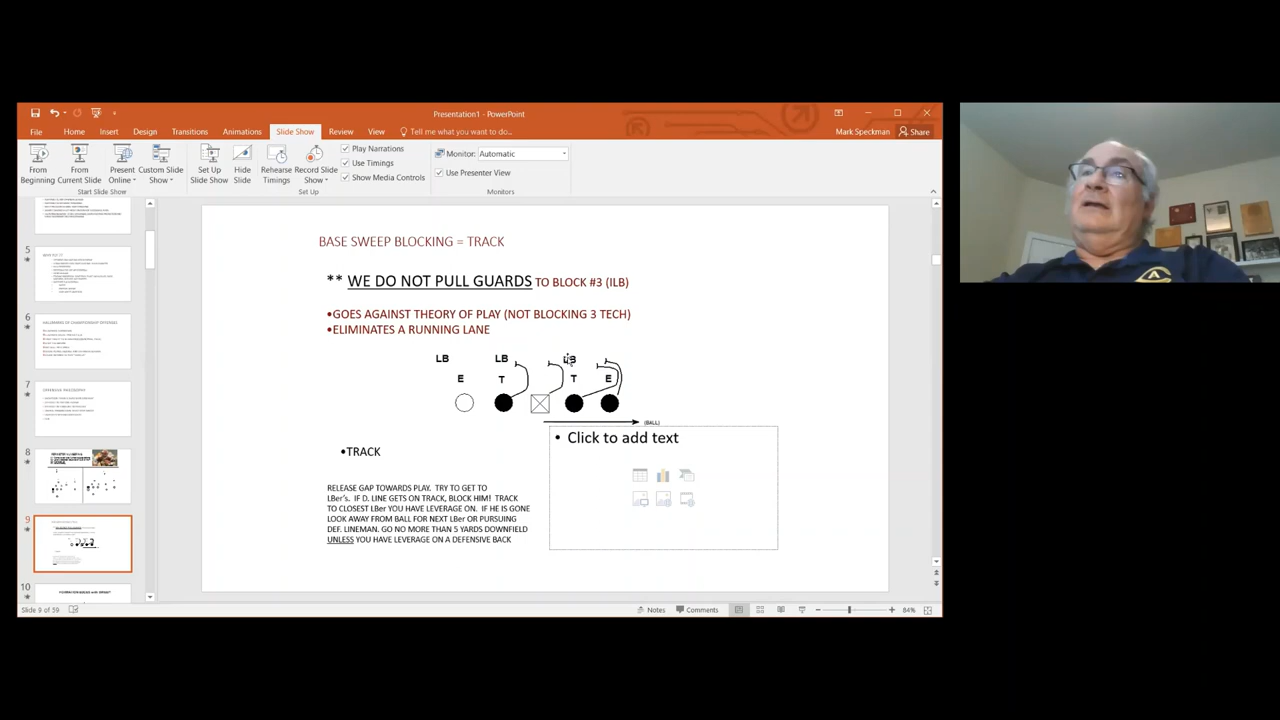 Presentation1 - PowerPoint
File Home Insert Design Transitions Animations Slide Show Review View Tell me what you want to do... Mark Speckman Share
From Beginning
From Current Slide
Present Online
Custom Slide Show
Start Slide Show
Set Up Slide Show
Hide Slide
Rehearse Timings
Record Slide Show
Play Narrations
Use Timings
Show Media Controls
Set Up
Monitor: Automatic
Use Presenter View
Monitors
5
6
7
8
9
10
BASE SWEEP BLOCKING = TRACK
** WE DO NOT PULL GUARDS TO BLOCK #3 (ILB)
•GOES AGAINST THEORY OF PLAY (NOT BLOCKING 3 TECH)
•ELIMINATES A RUNNING LANE
LB LB LB
E T T E
(BALL)
• Click to add text
•TRACK
RELEASE GAP TOWARDS PLAY. TRY TO GET TO
LBer's. IF D. LINE GETS ON TRACK, BLOCK HIM! TRACK
TO CLOSEST LBer YOU HAVE LEVERAGE ON. IF HE IS GONE
LOOK AWAY FROM BALL FOR NEXT LBer OR PURSUING
DEF. LINEMAN. GO NO MORE THAN 5 YARDS DOWNFIELD
UNLESS YOU HAVE LEVERAGE ON A DEFENSIVE BACK
Slide 9 of 59 Notes Comments 84%